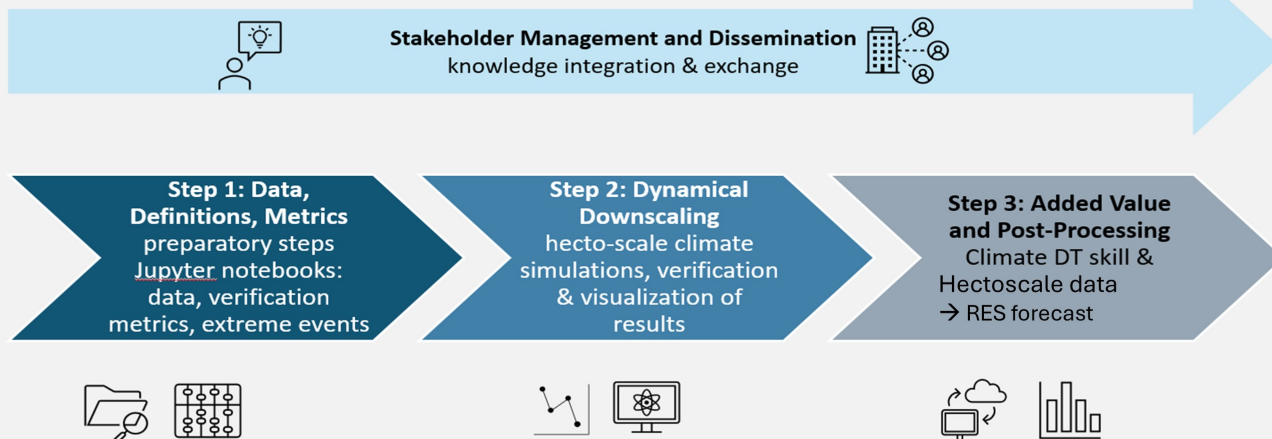 Stakeholder Management and Dissemination
knowledge integration & exchange
Step 1: Data,
Definitions, Metrics
preparatory steps
Jupyter notebooks:
data, verification
metrics, extreme events
Step 2: Dynamical
Downscaling
hecto-scale climate
simulations, verification
& visualization of
results
Step 3: Added Value
and Post-Processing
Climate DT skill &
Hectoscale data
→ RES forecast